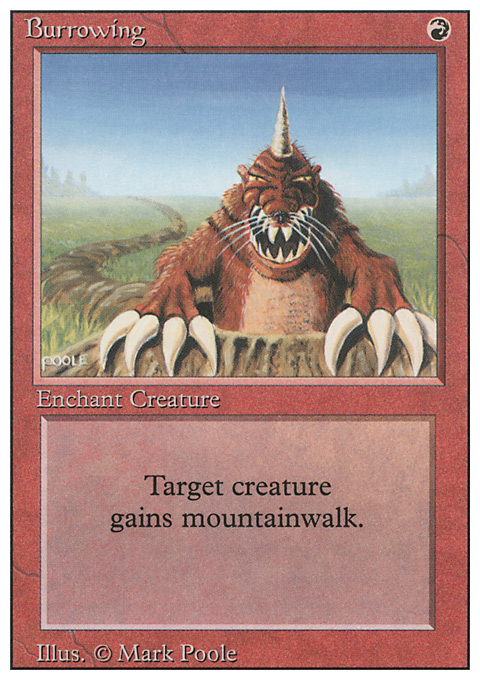 Burrowing
POOLE
Enchant Creature
Target creature
gains mountainwalk.
Illus. © Mark Poole